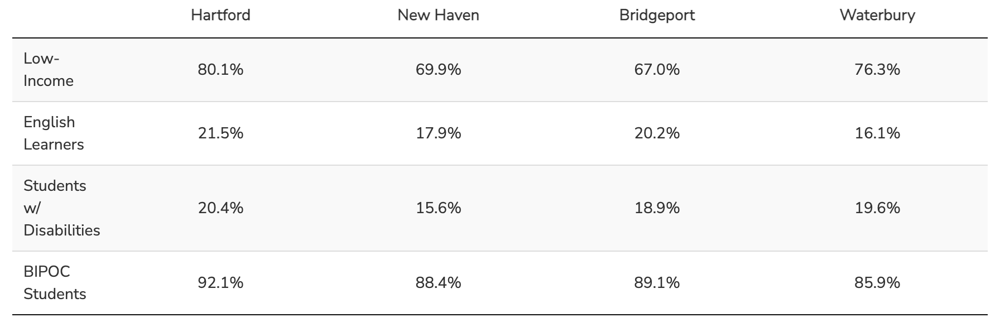 Hartford New Haven Bridgeport Waterbury
Low-
Income 80.1% 69.9% 67.0% 76.3%
English
Learners 21.5% 17.9% 20.2% 16.1%
Students
w/ 20.4% 15.6% 18.9% 19.6%
Disabilities
BIPOC
Students 92.1% 88.4% 89.1% 85.9%